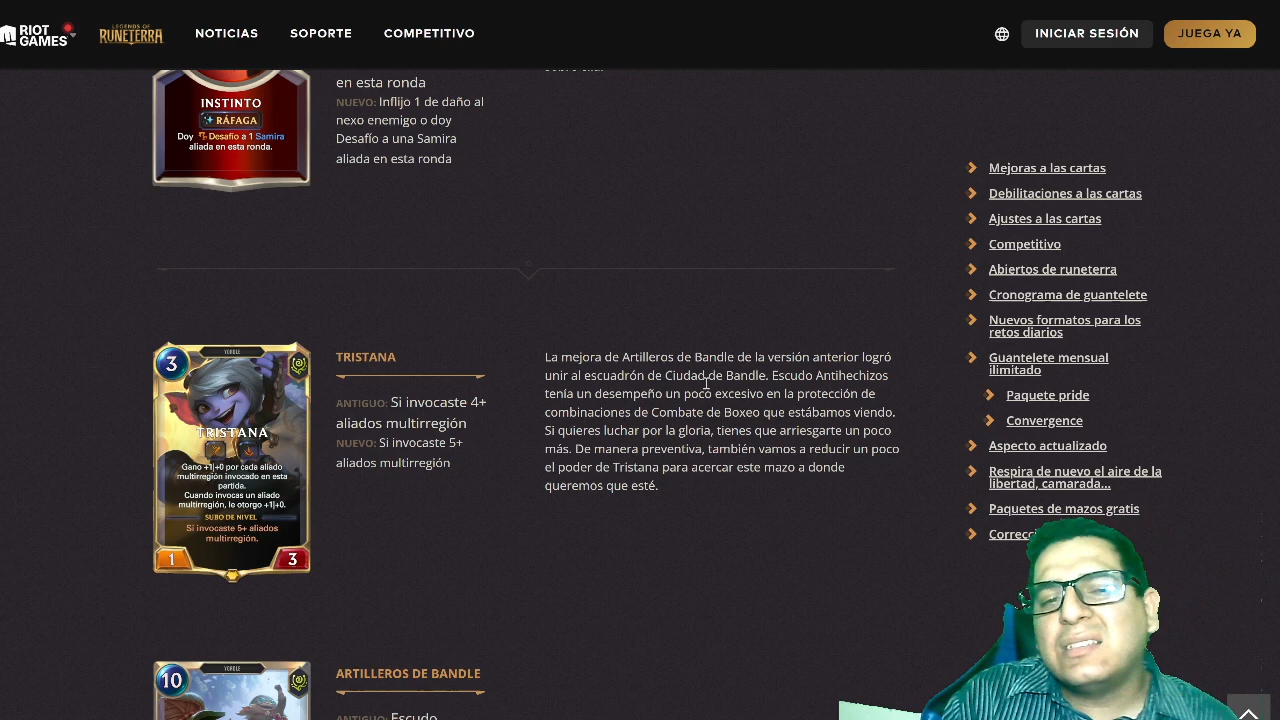 RIOT GAMES
LEGENDS OF RUNETERRA
NOTICIAS
SOPORTE
COMPETITIVO
INICIAR SESIÓN
JUEGA YA
INSTINTO
RÁFAGA
Doy Desafío a 1 Samira
aliada en esta ronda.
en esta ronda
NUEVO: Inflijo 1 de daño al
nexo enemigo o doy
Desafío a una Samira
aliada en esta ronda
3
YORDLE
TRISTANA
Gano +1|+0 por cada aliado
multirregión invocado en esta
partida.
Cuando invocas un aliado
multirregión, le otorgo +1|+0.
SUBO DE NIVEL
Si invocaste 5+ aliados
multirregión.
1
3
TRISTANA
ANTIGUO: Si invocaste 4+
aliados multirregión
NUEVO: Si invocaste 5+
aliados multirregión
La mejora de Artilleros de Bandle de la versión anterior logró
unir al escuadrón de Ciudad de Bandle. Escudo Antihechizos
tenía un desempeño un poco excesivo en la protección de
combinaciones de Combate de Boxeo que estábamos viendo.
Si quieres luchar por la gloria, tienes que arriesgarte un poco
más. De manera preventiva, también vamos a reducir un poco
el poder de Tristana para acercar este mazo a donde
queremos que esté.
10
YORDLE
ARTILLEROS DE BANDLE
ANTIGUO: Escudo
Mejoras a las cartas
Debilitaciones a las cartas
Ajustes a las cartas
Competitivo
Abiertos de runeterra
Cronograma de guantelete
Nuevos formatos para los
retos diarios
Guantelete mensual
ilimitado
Paquete pride
Convergence
Aspecto actualizado
Respira de nuevo el aire de la
libertad, camarada...
Paquetes de mazos gratis